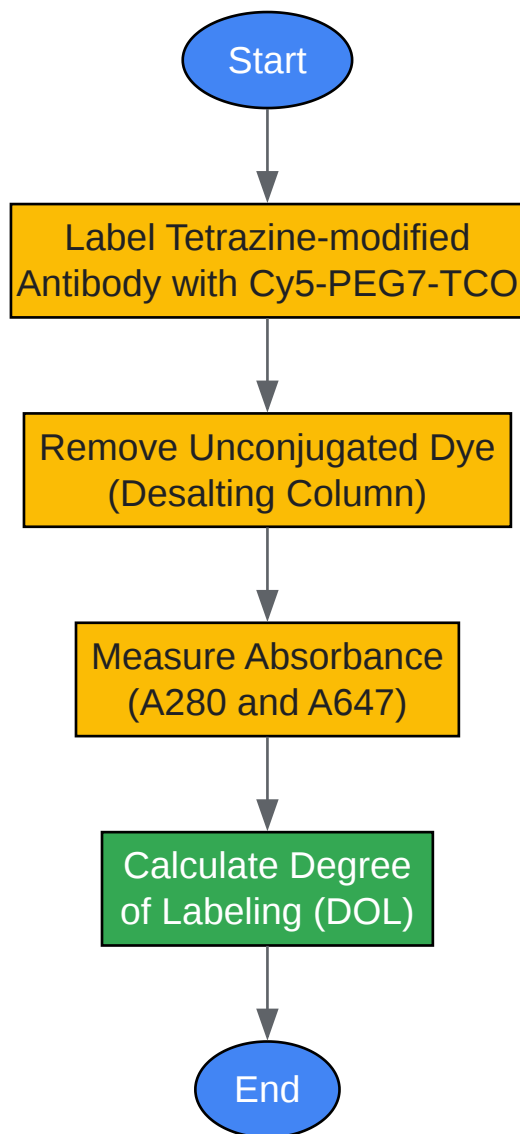 Start
Label Tetrazine-modified
Antibody with Cy5-PEG7-TCO
Remove Unconjugated Dye
(Desalting Column)
Measure Absorbance
(A280 and A647)
Calculate Degree
of Labeling (DOL)
End